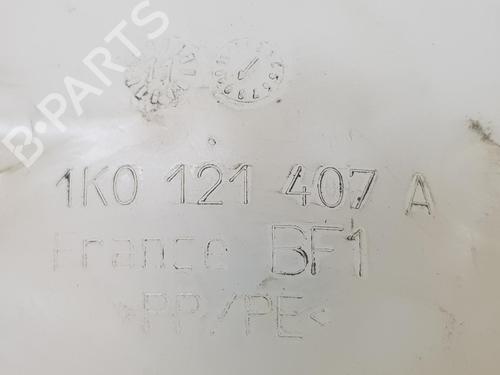 B-PARTS
1K0 121 407 A
France BF1
PP/PE<